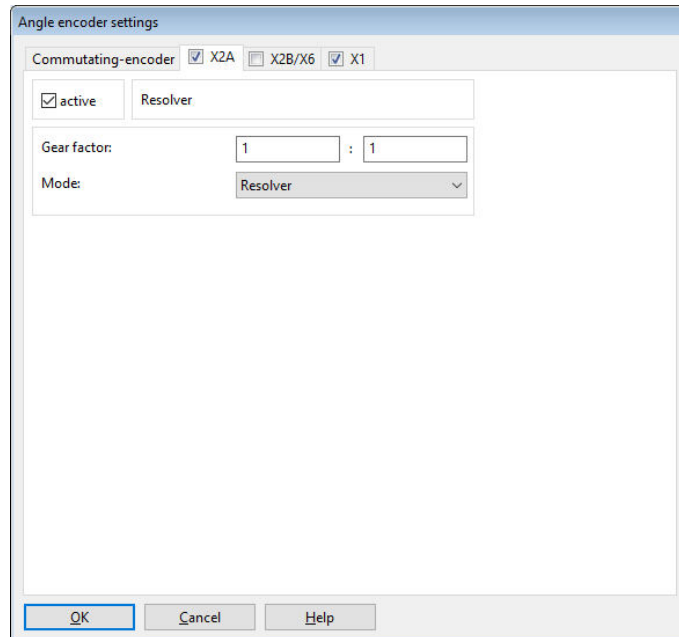 Angle encoder settings
Commutating-encoder X2A X2B/X6 X1
active Resolver
Gear factor: 1 : 1
Mode: Resolver
OK Cancel Help